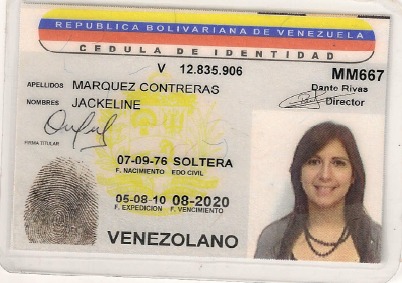 REPUBLICA BOLIVARIANA DE VENEZUELA
CEDULA DE IDENTIDAD
V 12.835.906
MM667
APELLIDOS MARQUEZ CONTRERAS
Dante Rivas
NOMBRES JACKELINE
Director
FIRMA TITULAR
07-09-76 SOLTERA
F. NACIMIENTO EDO CIVIL
05-08-10 08-2020
F. EXPEDICION F. VENCIMIENTO
VENEZOLANO